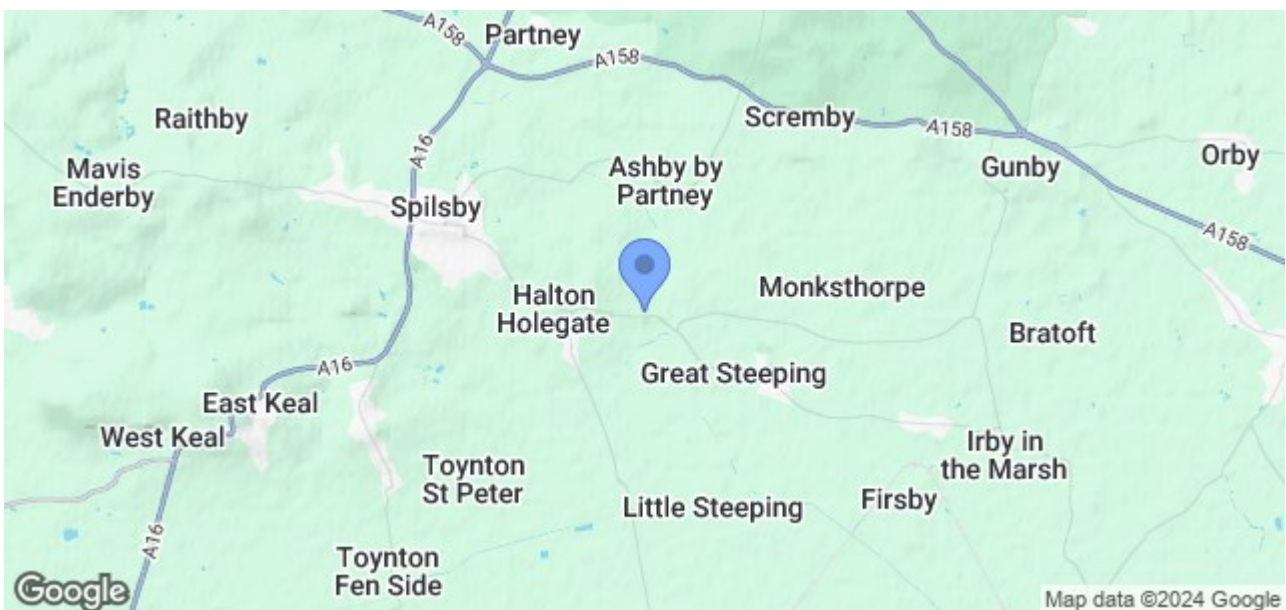 Partney
A158
A158
Raithby
Scremby
A158
Orby
Mavis
Enderby
A16
Ashby by
Partney
Gunby
Spilsby
A158
Halton
Holegate
Monksthorpe
Bratoft
A16
Great Steeping
East Keal
West Keal
Irby in
the Marsh
Toynton
St Peter
Little Steeping
Firsby
A16
Toynton
Fen Side
Google
Map data ©2024 Google